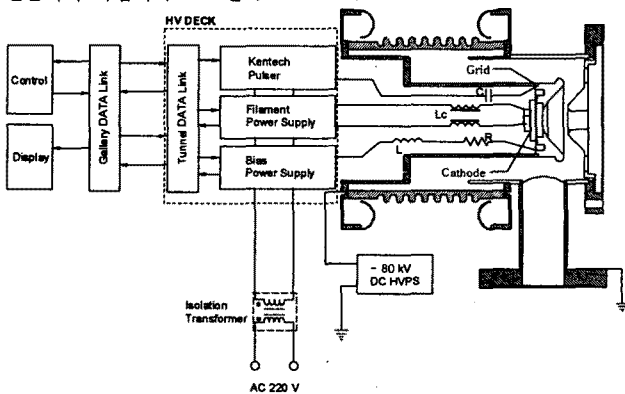 HV DECK
Control
Display
Gallery DATA Link
Tunnel DATA Link
Kentech
Pulser
Filament
Power Supply
Bias
Power Supply
Grid
C
Lc
L
R
Cathode
- 80 kV
DC HVPS
Isolation
Transformer
AC 220 V